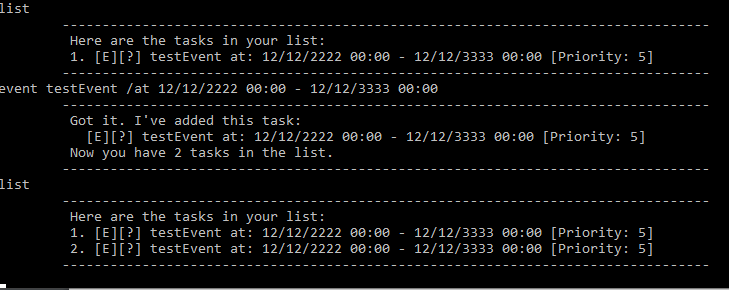 list
--------------------------------------------------------------------------------
Here are the tasks in your list:
1. [E][?] testEvent at: 12/12/2222 00:00 - 12/12/3333 00:00 [Priority: 5]
--------------------------------------------------------------------------------
event testEvent /at 12/12/2222 00:00 - 12/12/3333 00:00
--------------------------------------------------------------------------------
Got it. I've added this task:
[E][?] testEvent at: 12/12/2222 00:00 - 12/12/3333 00:00 [Priority: 5]
Now you have 2 tasks in the list.
--------------------------------------------------------------------------------
list
--------------------------------------------------------------------------------
Here are the tasks in your list:
1. [E][?] testEvent at: 12/12/2222 00:00 - 12/12/3333 00:00 [Priority: 5]
2. [E][?] testEvent at: 12/12/2222 00:00 - 12/12/3333 00:00 [Priority: 5]
--------------------------------------------------------------------------------